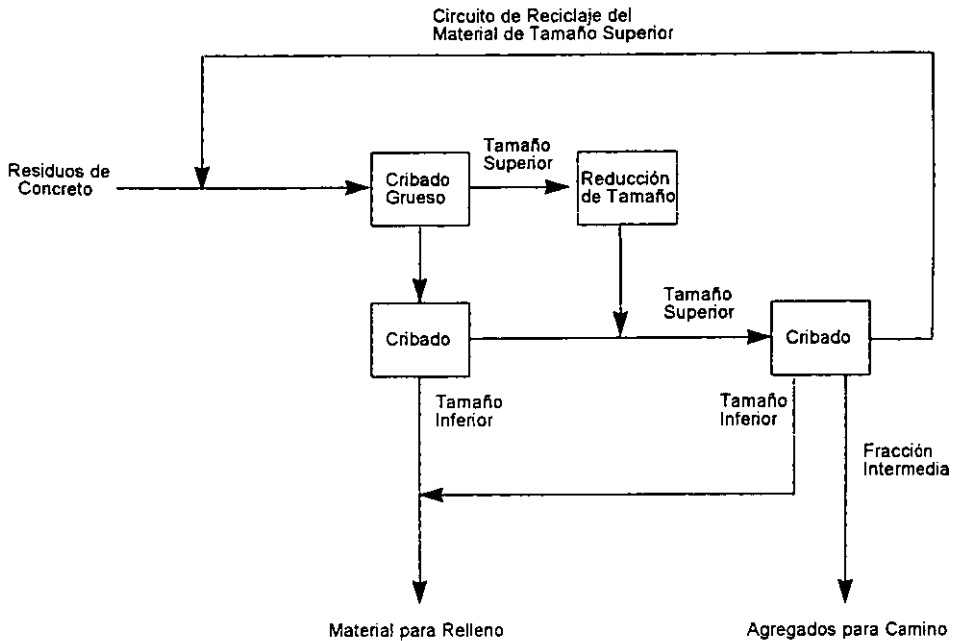 Circuito de Reciclaje del
Material de Tamaño Superior
Residuos de
Concreto
Cribado
Grueso
Tamaño
Superior
Reducción
de Tamaño
Cribado
Tamaño
Superior
Cribado
Tamaño
Inferior
Tamaño
Inferior
Fracción
Intermedia
Material para Relleno
Agregados para Camino